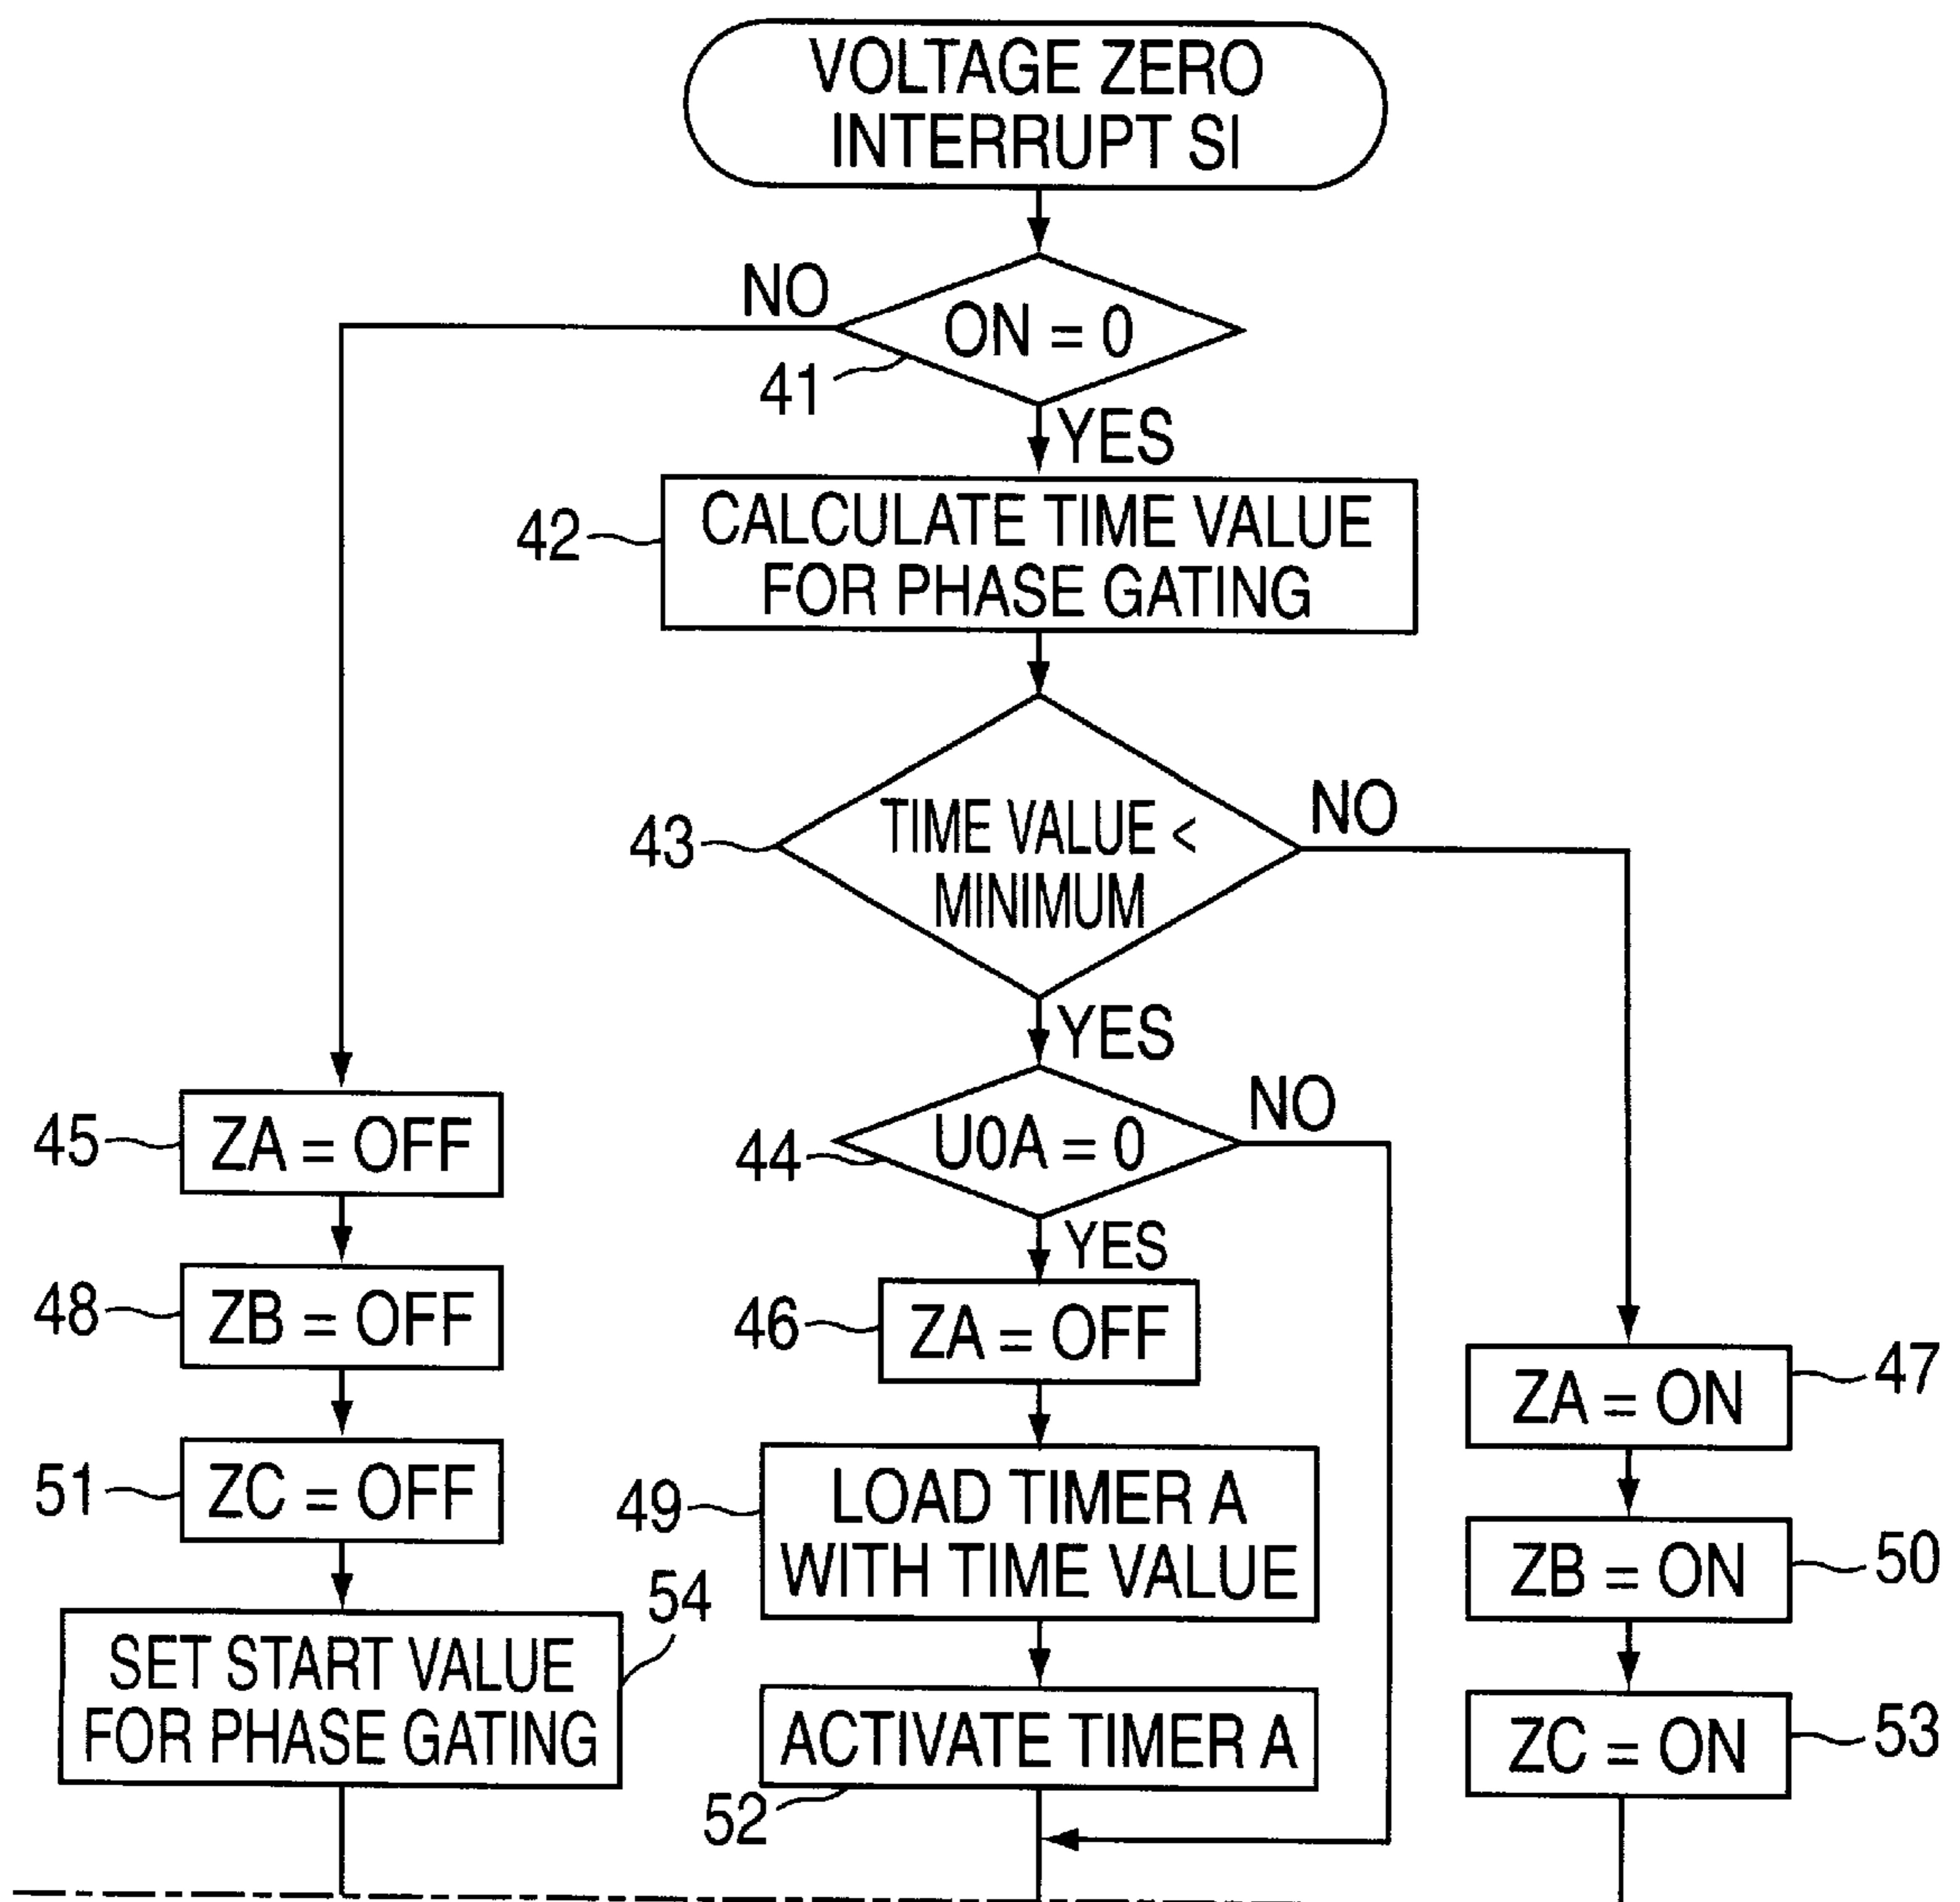 VOLTAGE ZERO
INTERRUPT SI
NO
ON = 0
41
YES
42
CALCULATE TIME VALUE
FOR PHASE GATING
43
TIME VALUE <
MINIMUM
NO
YES
44
U0A = 0
NO
YES
45
ZA = OFF
48
ZB = OFF
51
ZC = OFF
54
SET START VALUE
FOR PHASE GATING
46
ZA = OFF
49
LOAD TIMER A
WITH TIME VALUE
ACTIVATE TIMER A
52
ZA = ON
47
ZB = ON
50
ZC = ON
53